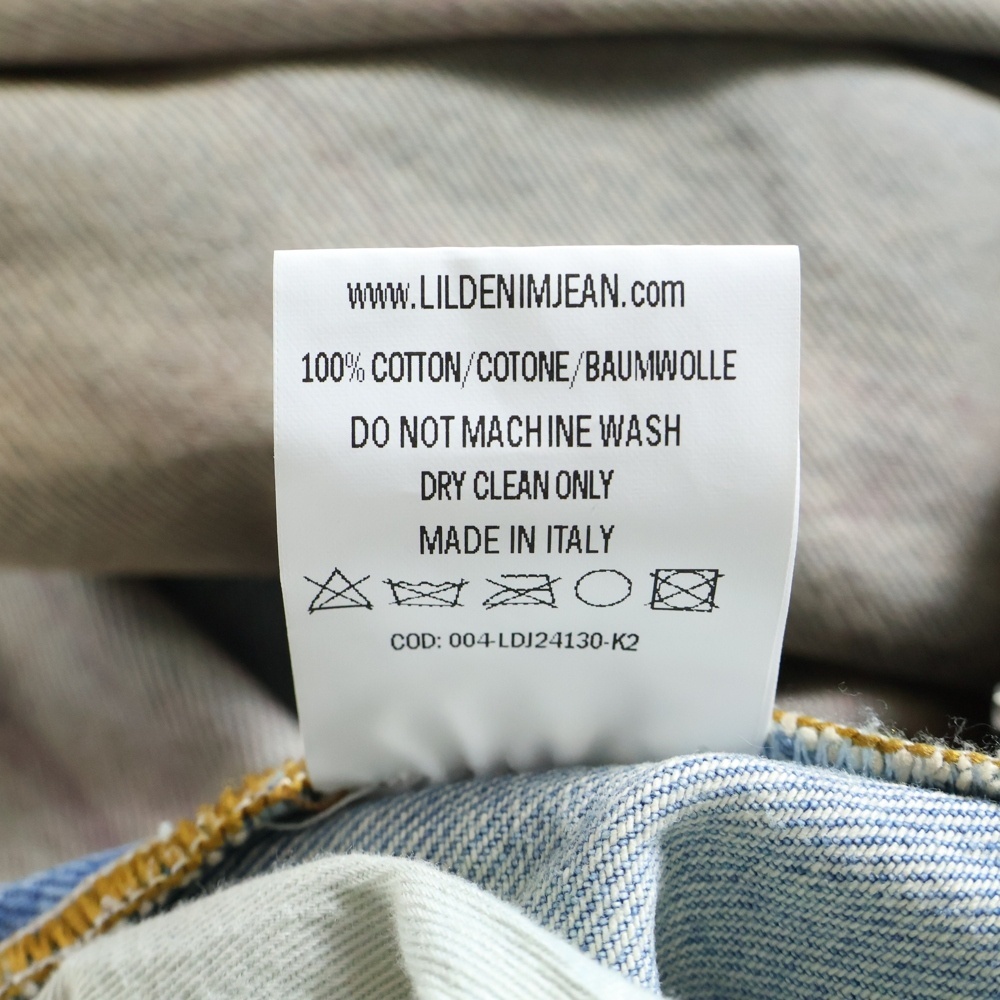 www.LILDENIMJEAN.com
100% COTTON/COTONE/BAUMWOLLE
DO NOT MACHINE WASH
DRY CLEAN ONLY
MADE IN ITALY
COD: 004-LDJ24130-K2